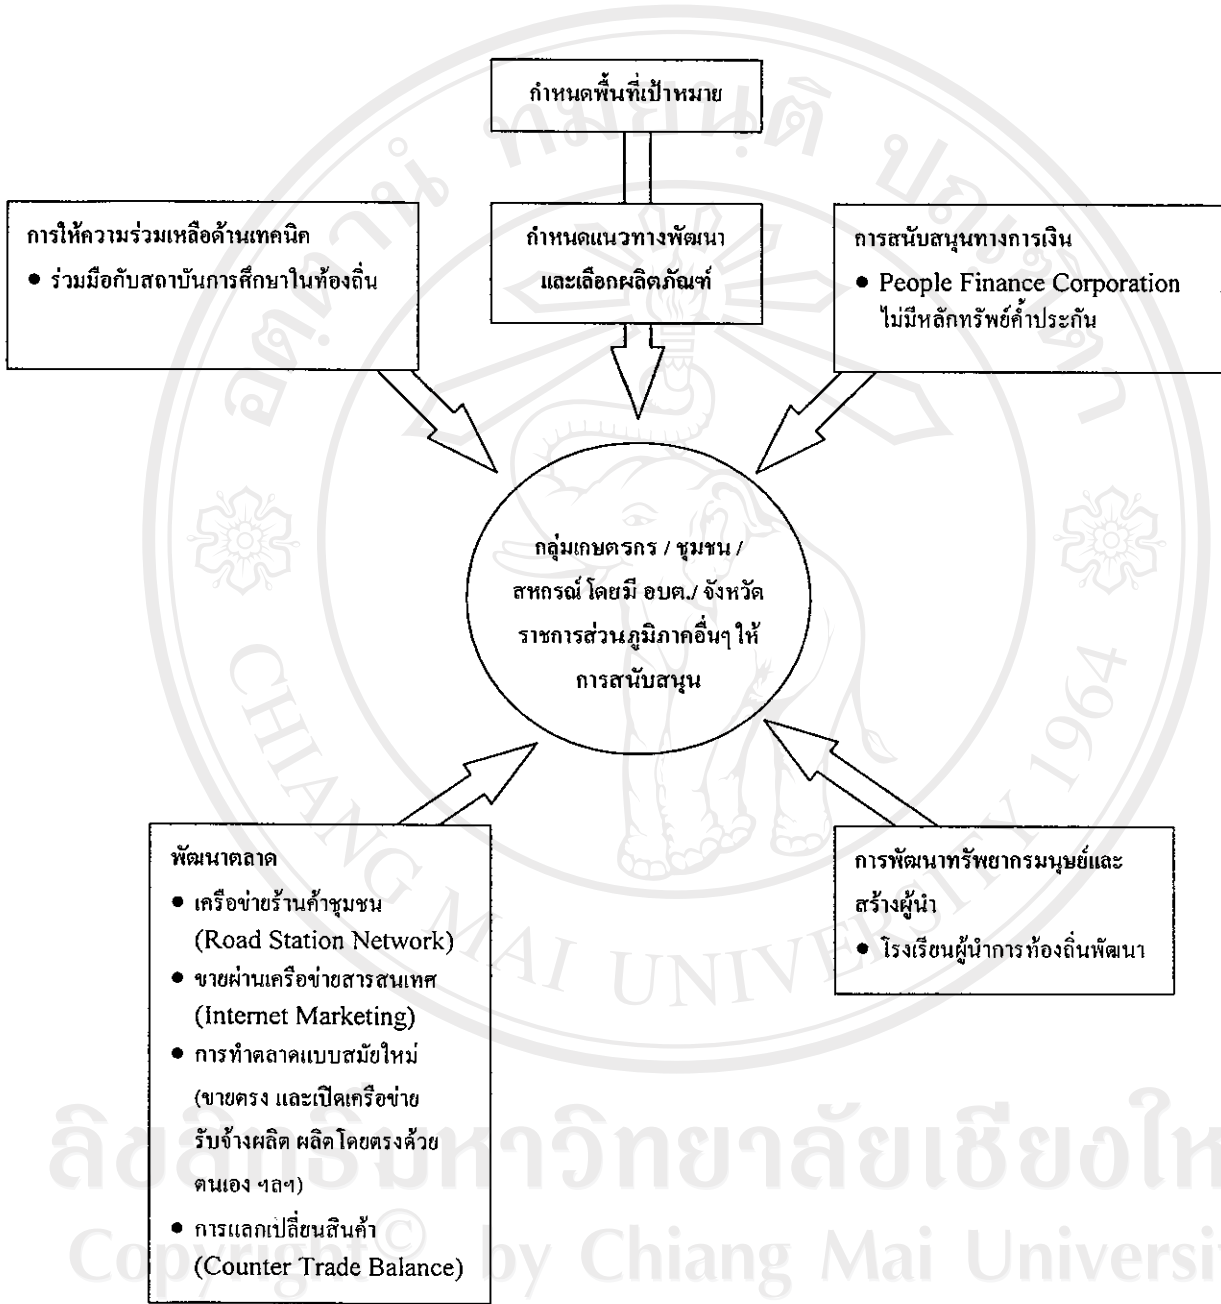 กำหนดพื้นที่เป้าหมาย
การให้ความร่วมเหลือด้านเทคนิค
● ร่วมมือกับสถาบันการศึกษาในท้องถิ่น
กำหนดแนวทางพัฒนา
และเลือกผลิตภัณฑ์
การสนับสนุนทางการเงิน
● People Finance Corporation
ไม่มีหลักทรัพย์ค้ำประกัน
กลุ่มเกษตรกร / ชุมชน /
สหกรณ์ โดยมี อบต./ จังหวัด
ราชการส่วนภูมิภาคอื่นๆ ให้
การสนับสนุน
พัฒนาตลาด
● เครือข่ายร้านค้าชุมชน
(Road Station Network)
● ขายผ่านเครือข่ายสารสนเทศ
(Internet Marketing)
● การทำตลาดแบบสมัยใหม่
(ขายตรง และเปิดเครือข่าย
รับจ้างผลิต ผลิตโดยตรงด้วย
ตนเอง ฯลฯ)
● การแลกเปลี่ยนสินค้า
(Counter Trade Balance)
การพัฒนาทรัพยากรมนุษย์และ
สร้างผู้นำ
● โรงเรียนผู้นำการท้องถิ่นพัฒนา
อตฺตานํ ทมยนฺติ ปณฺฑิตา
CHIANG MAI UNIVERSITY 1964
ลิขสิทธิ์มหาวิทยาลัยเชียงให
Copyright© by Chiang Mai Universi